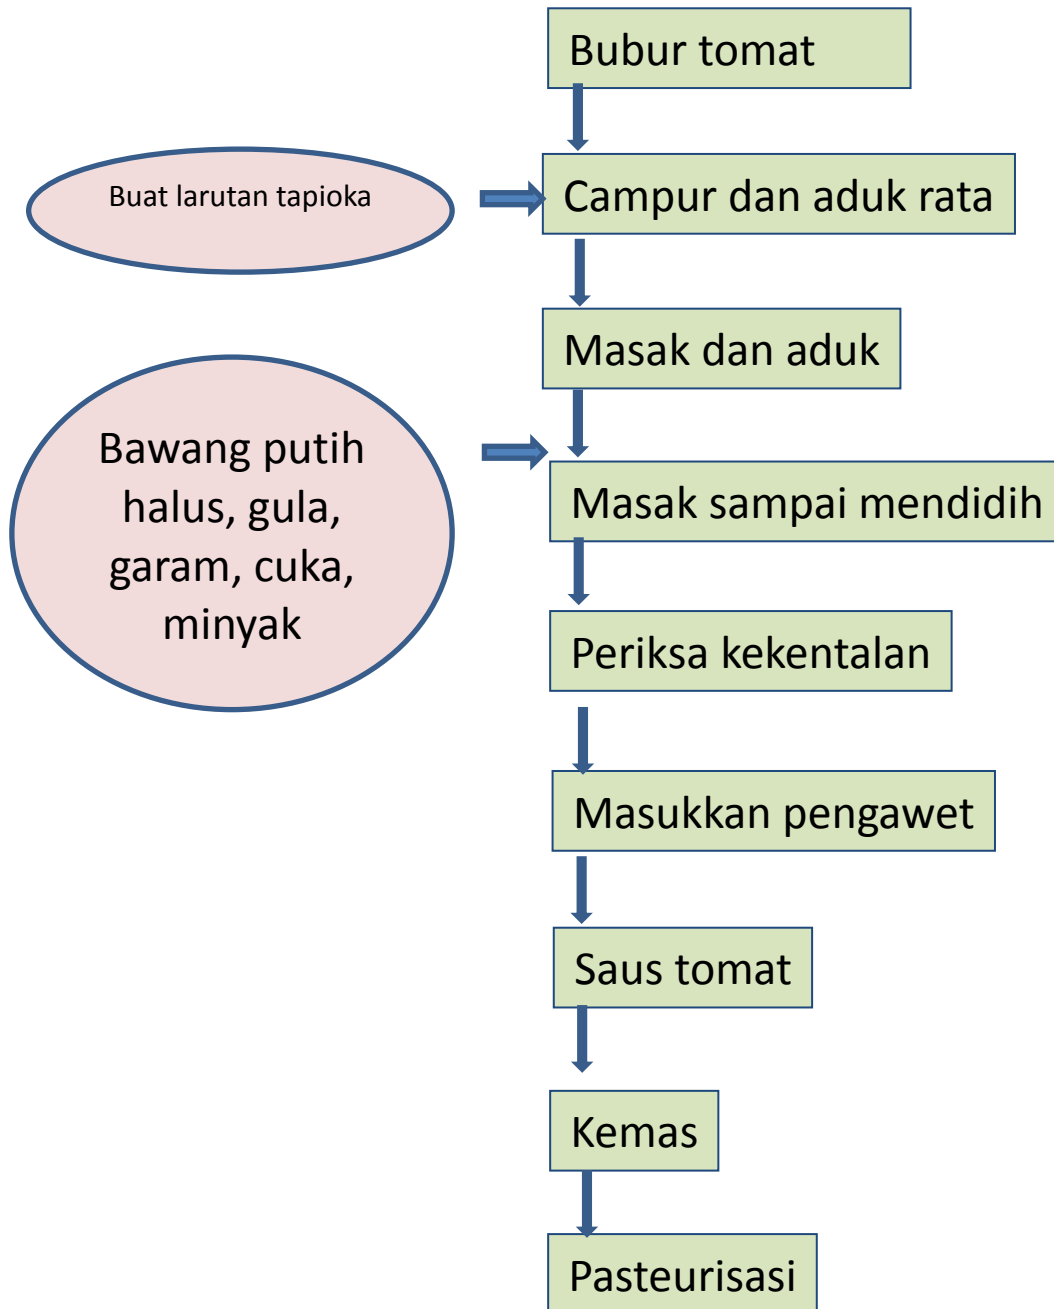 Bubur tomat
Buat larutan tapioka
Campur dan aduk rata
Masak dan aduk
Bawang putih
halus, gula,
garam, cuka,
minyak
Masak sampai mendidih
Periksa kekentalan
Masukkan pengawet
Saus tomat
Kemas
Pasteurisasi